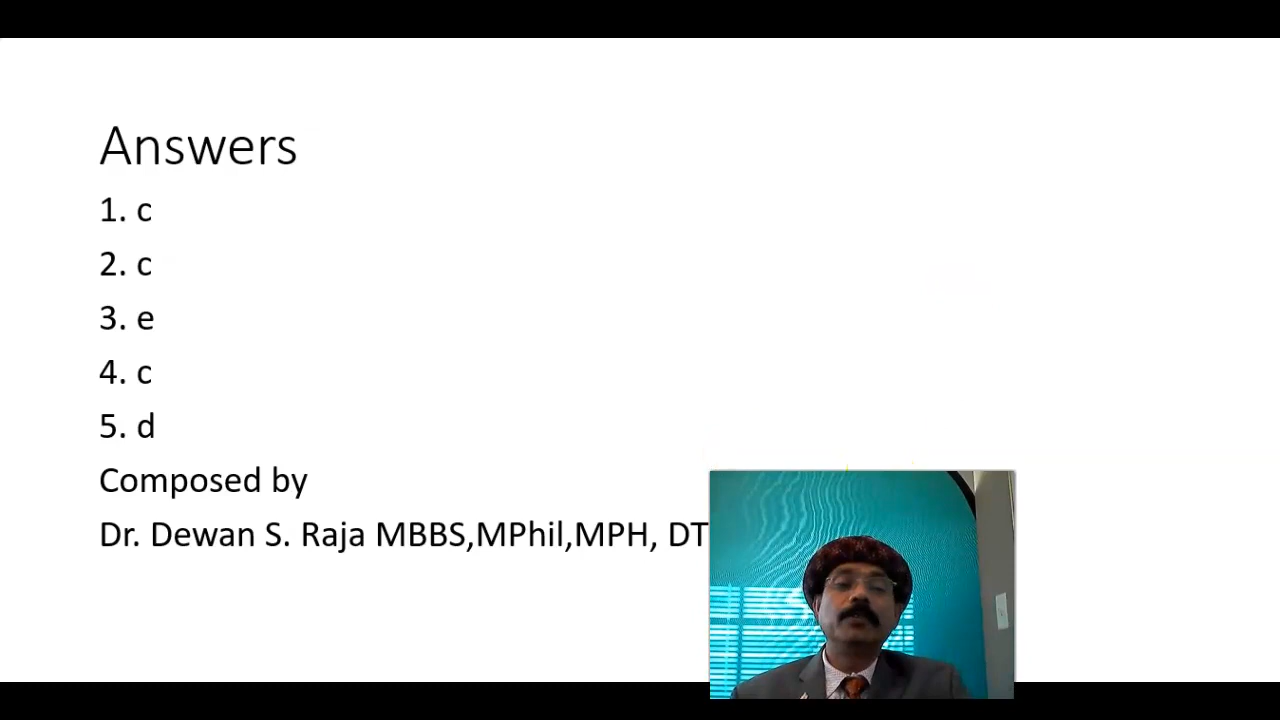 Answers
1. c
2. c
3. e
4. c
5. d
Composed by
Dr. Dewan S. Raja MBBS,MPhil,MPH, DT